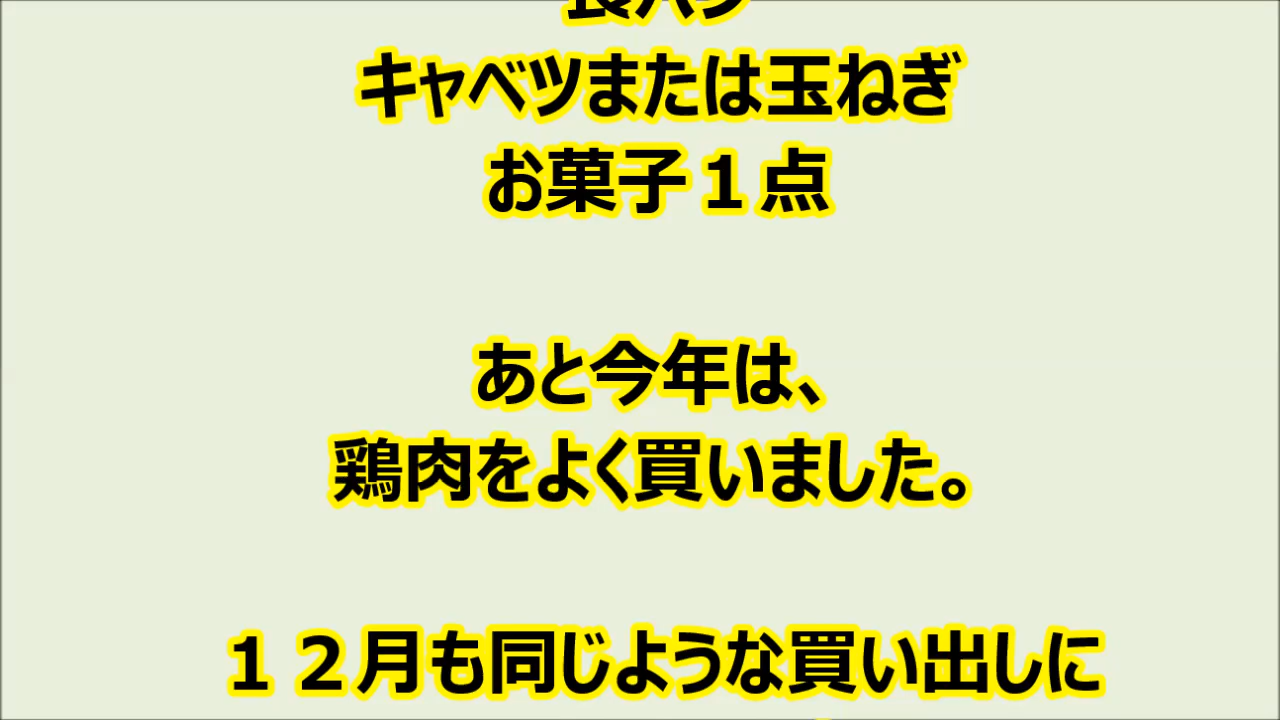 キャベツまたは玉ねぎ
お菓子１点
あと今年は、
鶏肉をよく買いました。
１２月も同じような買い出しに